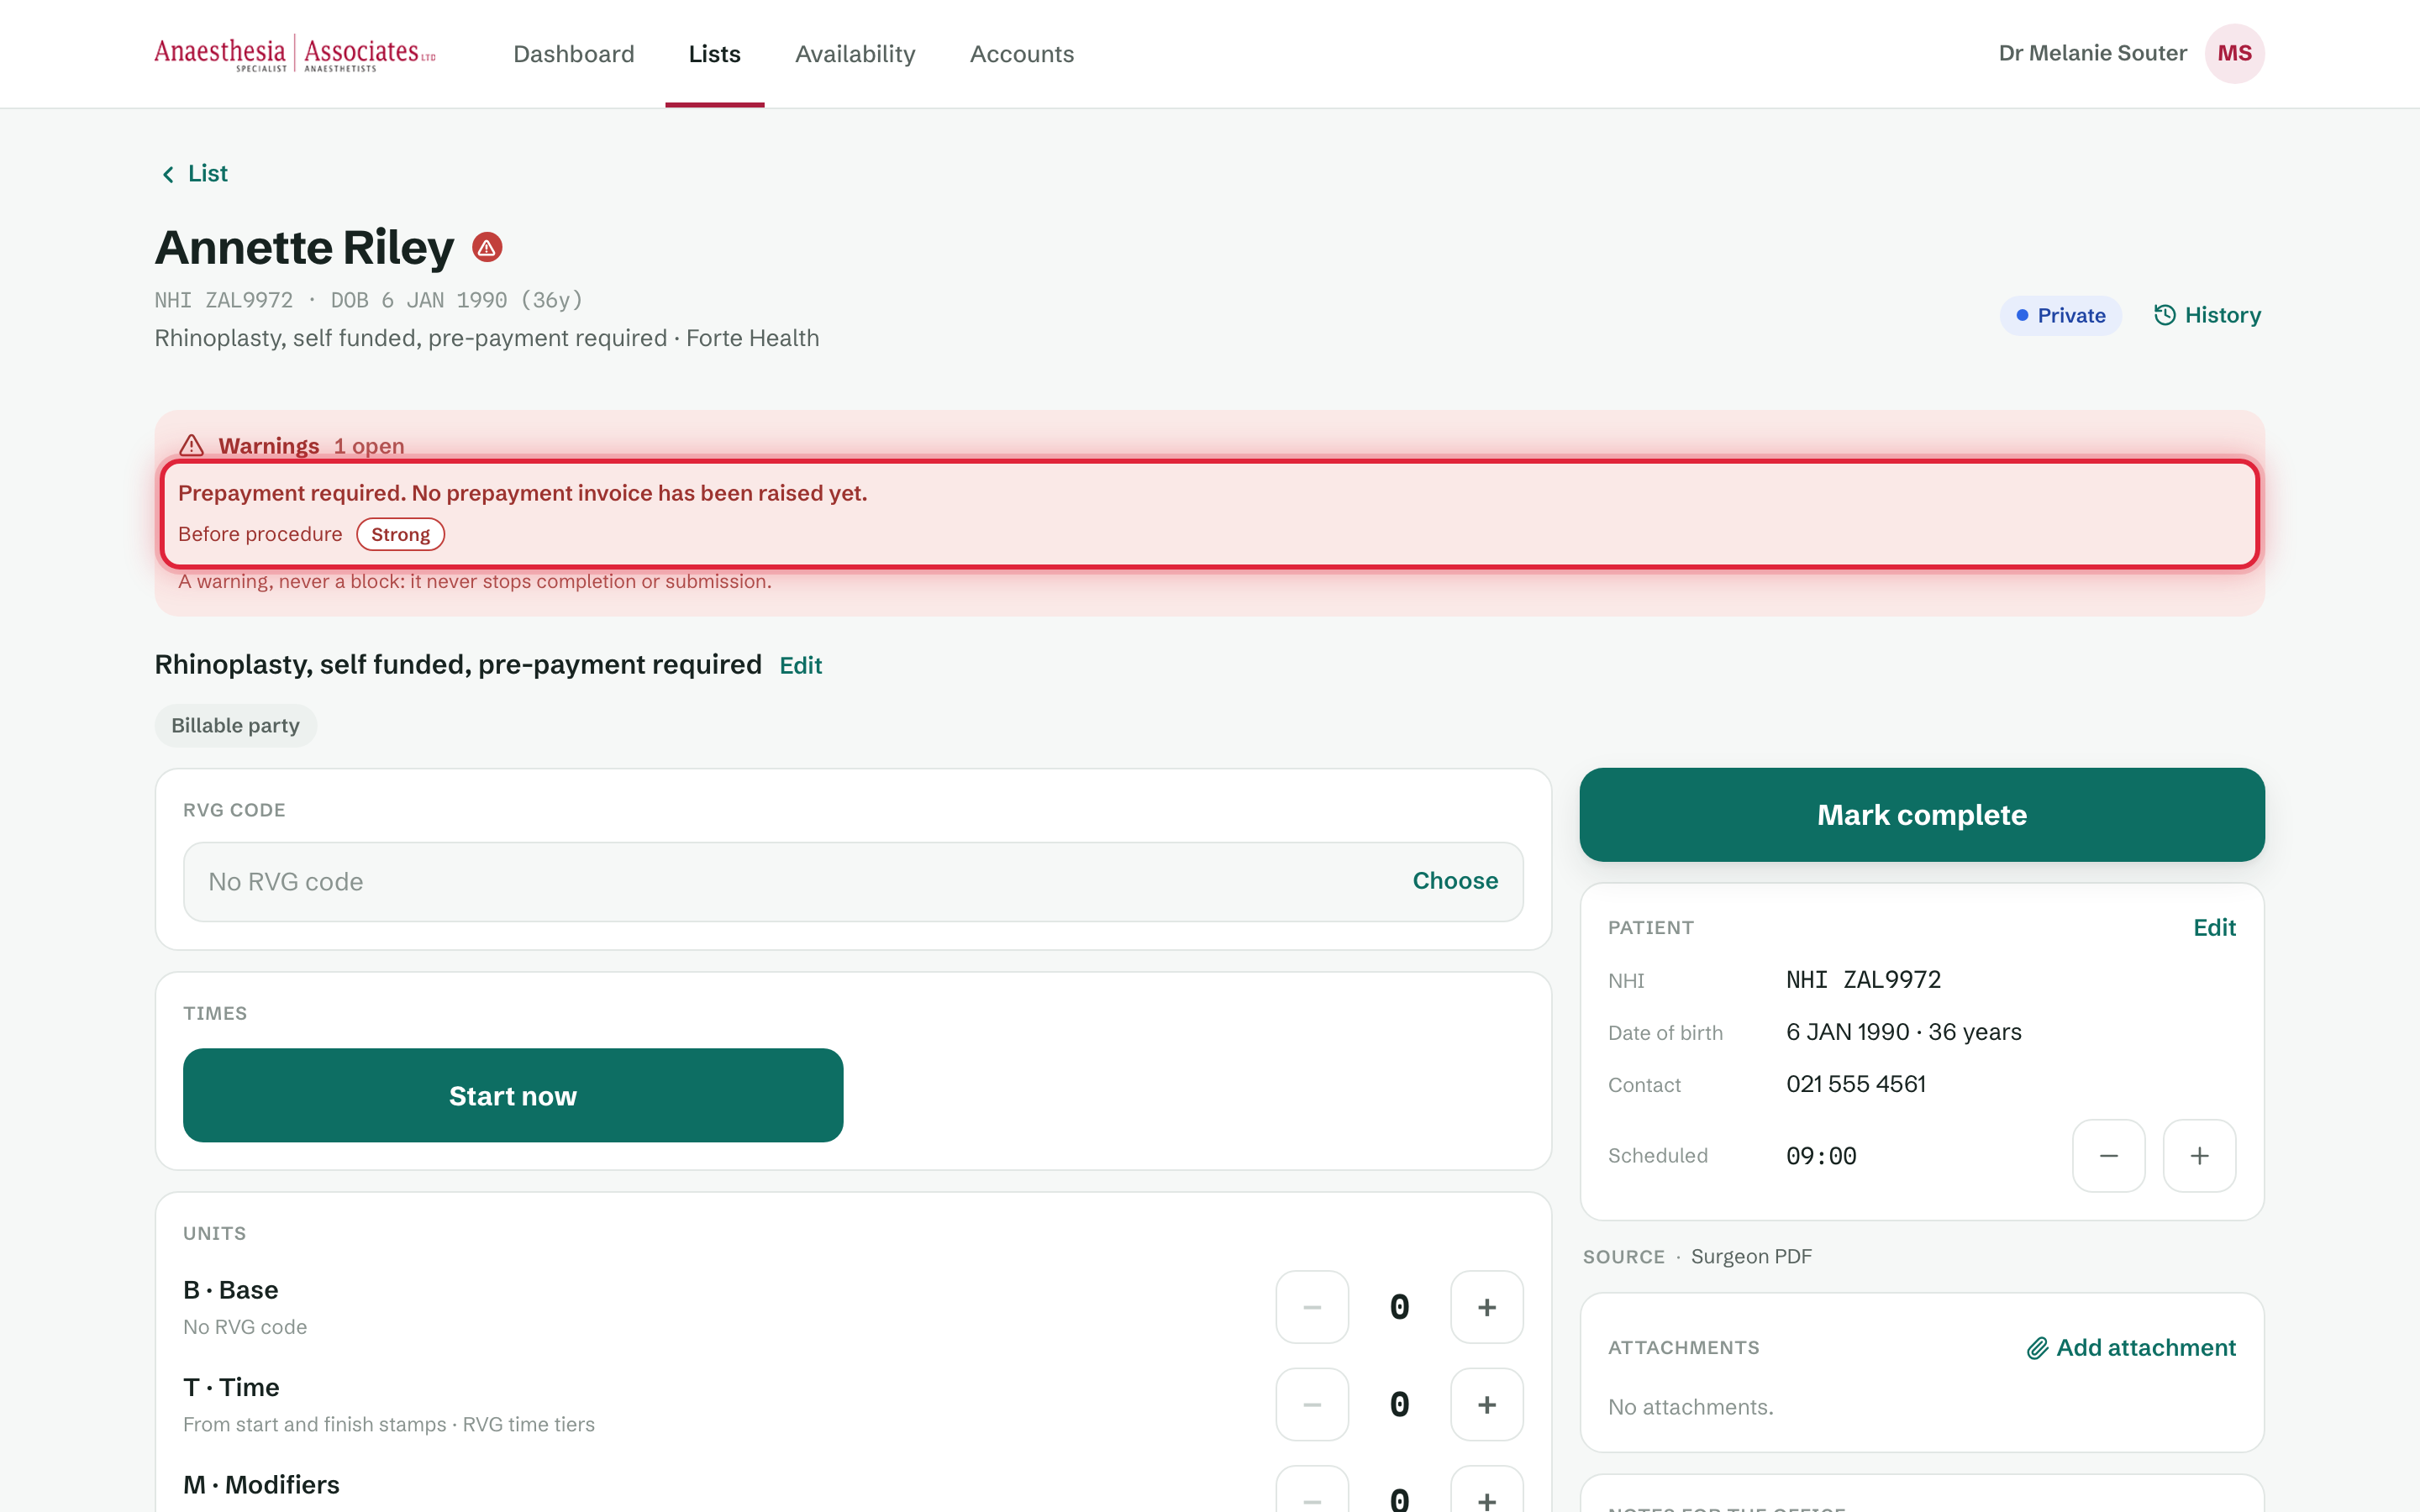 Anaesthesia | Associates LTD
SPECIALIST ANAESTHETISTS
Dashboard
Lists
Availability
Accounts
Dr Melanie Souter
MS
List
Annette Riley
NHI ZAL9972 · DOB 6 JAN 1990 (36y)
Rhinoplasty, self funded, pre-payment required · Forte Health
Private
History
Warnings 1 open
Prepayment required. No prepayment invoice has been raised yet.
Before procedure Strong
A warning, never a block: it never stops completion or submission.
Rhinoplasty, self funded, pre-payment required Edit
Billable party
RVG CODE
No RVG code Choose
TIMES
Start now
UNITS
B · Base
No RVG code
− 0 +
T · Time
From start and finish stamps · RVG time tiers
− 0 +
M · Modifiers
− 0 +
Mark complete
PATIENT Edit
NHI NHI ZAL9972
Date of birth 6 JAN 1990 · 36 years
Contact 021 555 4561
Scheduled 09:00 − +
SOURCE · Surgeon PDF
ATTACHMENTS Add attachment
No attachments.
NOTES FOR THE OFFICE